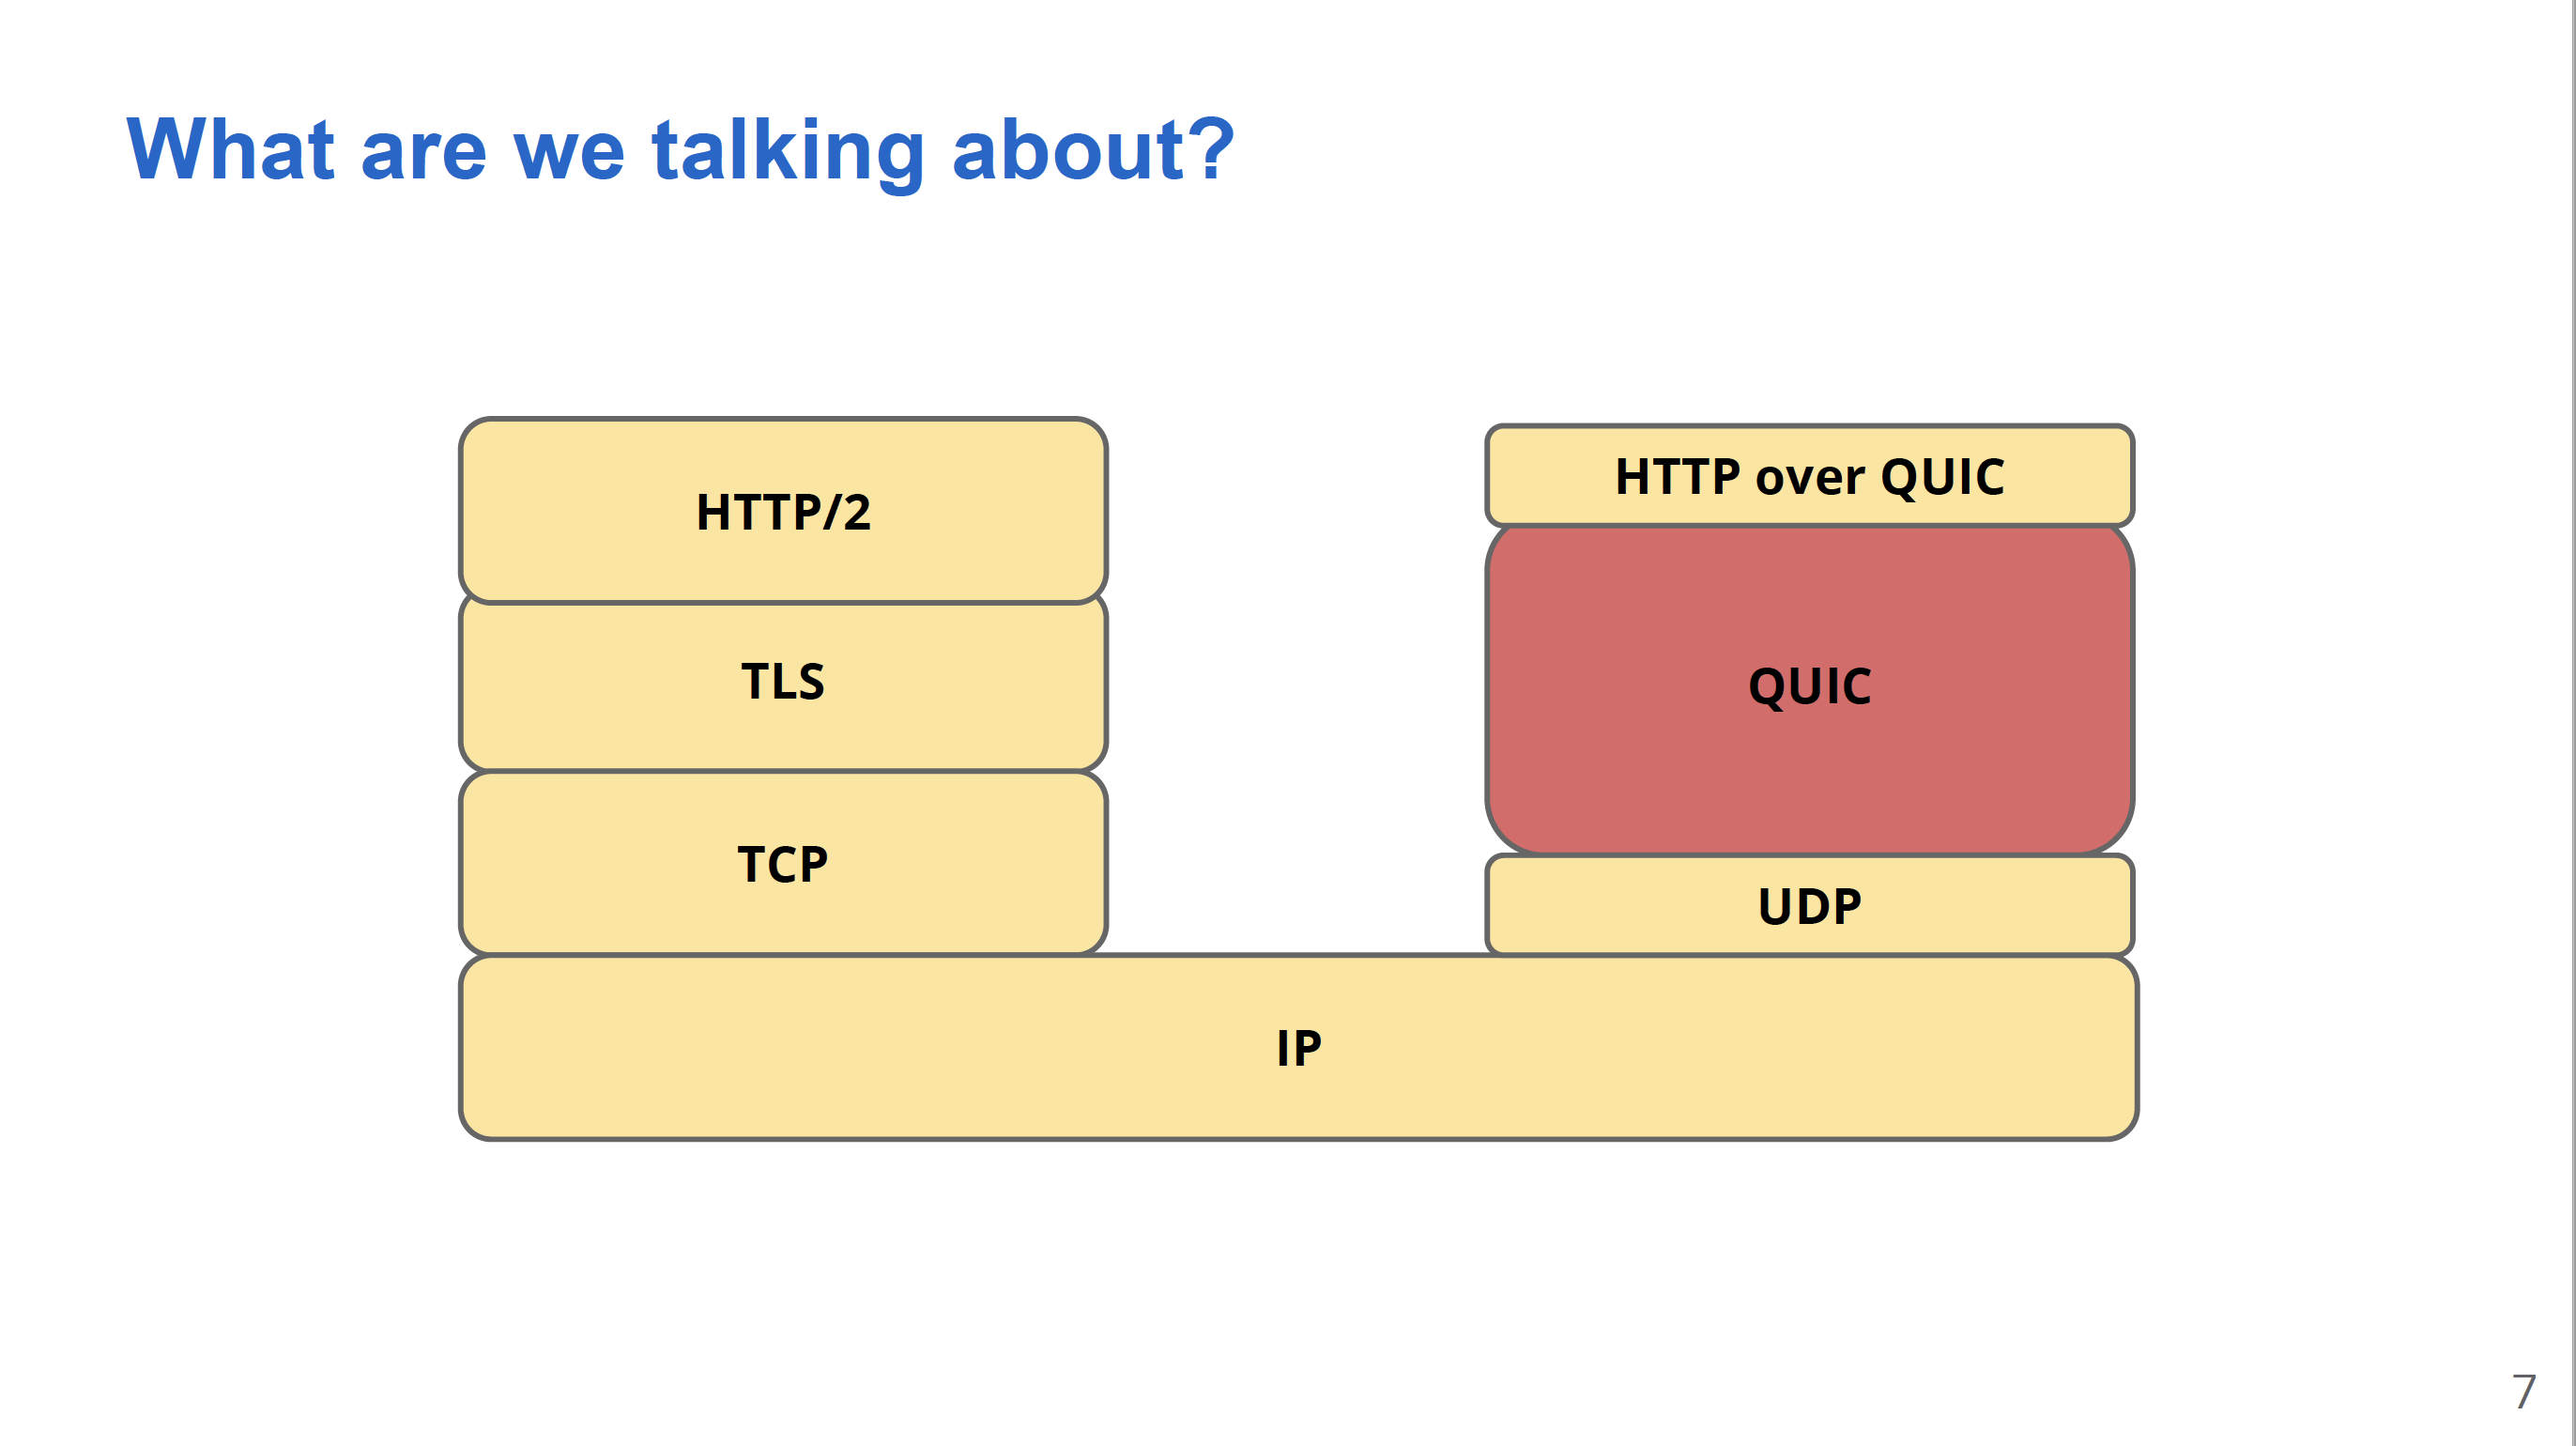 What are we talking about?
HTTP/2
TLS
TCP
HTTP over QUIC
QUIC
UDP
IP
7